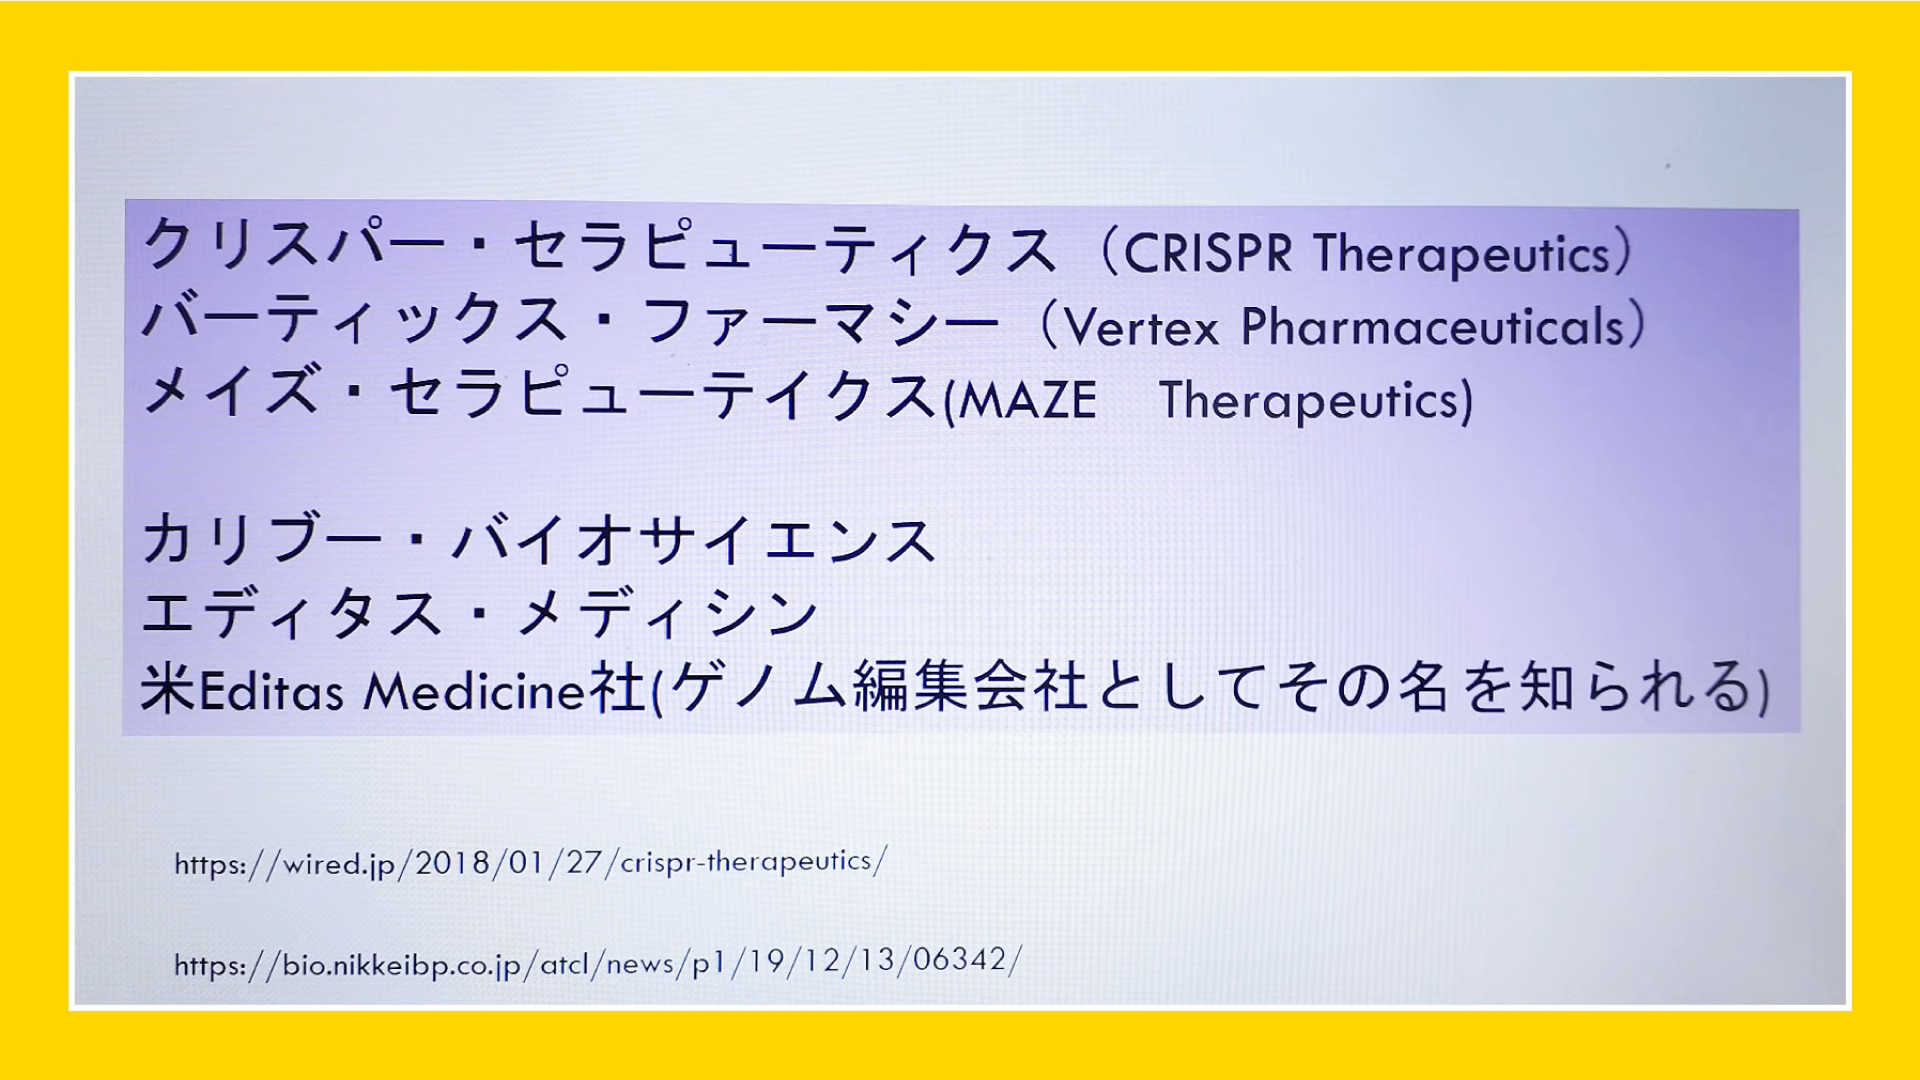 クリスパー・セラピューティクス（CRISPR Therapeutics）
バーティックス・ファーマシー（Vertex Pharmaceuticals）
メイズ・セラピューテイクス(MAZE　Therapeutics)
カリブー・バイオサイエンス
エディタス・メディシン
米Editas Medicine社(ゲノム編集会社としてその名を知られる)
https://wired.jp/2018/01/27/crispr-therapeutics/
https://bio.nikkeibp.co.jp/atcl/news/p1/19/12/13/06342/